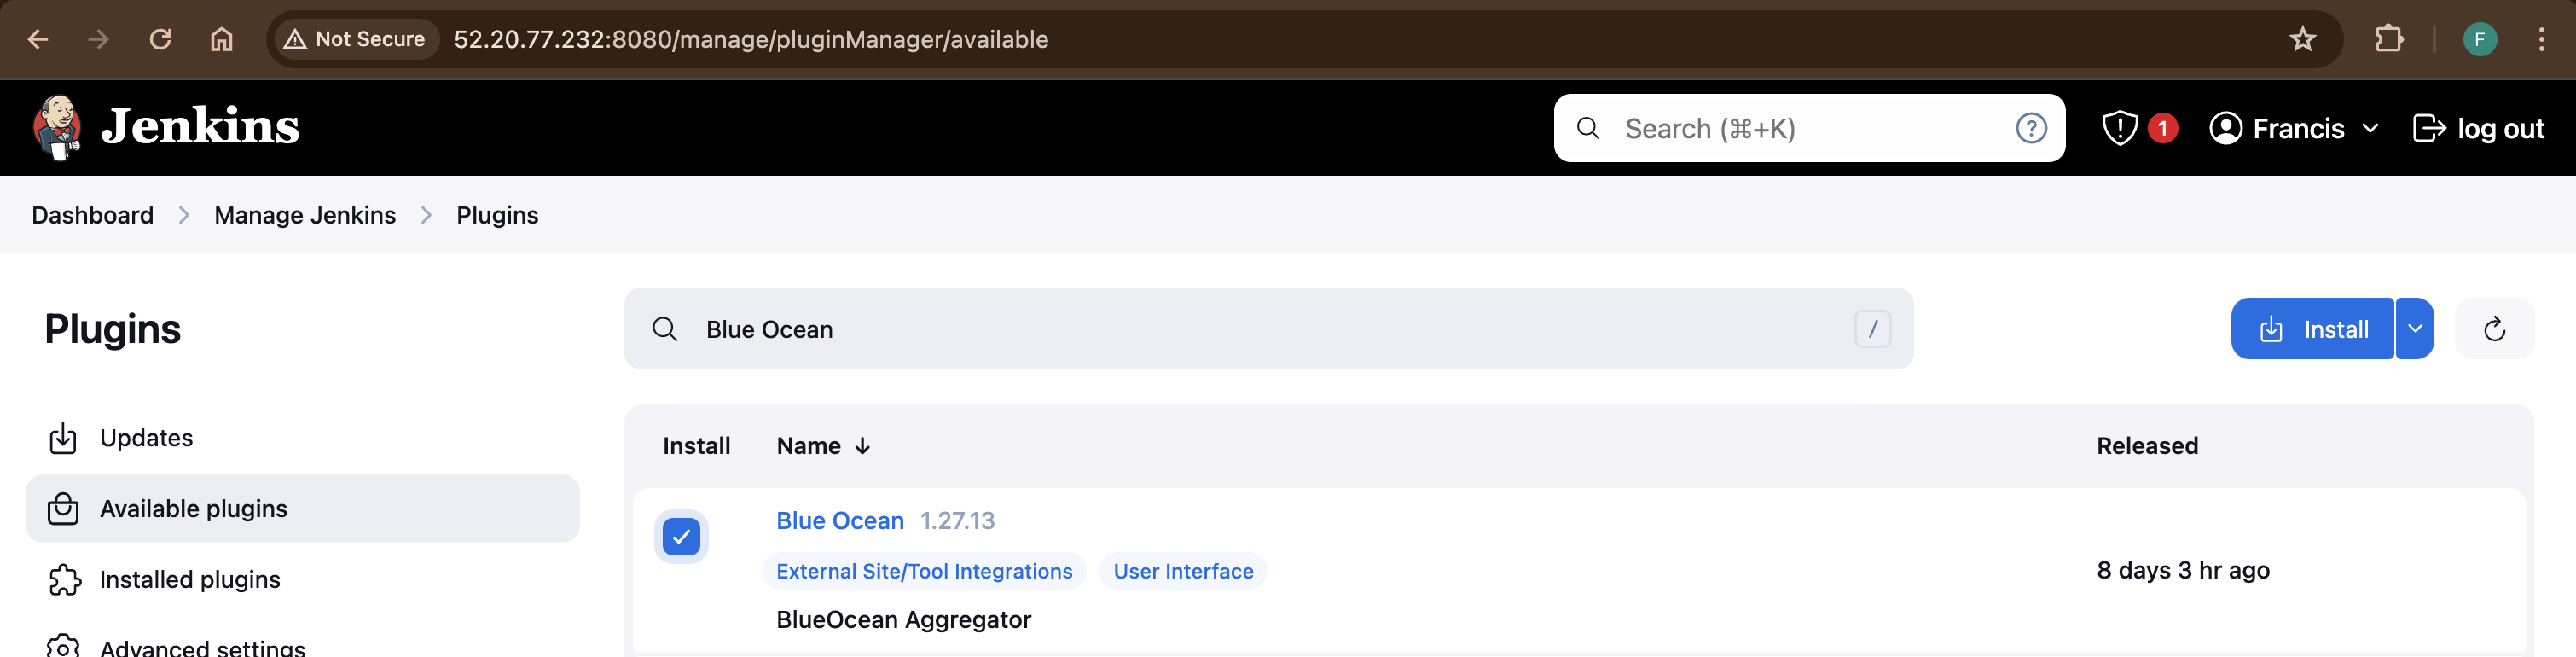 Not Secure 52.20.77.232:8080/manage/pluginManager/available F
Jenkins Search (⌘+K) ? 1 Francis log out
Dashboard Manage Jenkins Plugins
Plugins Blue Ocean / Install
Updates
Available plugins
Installed plugins
Advanced settings
Install Name ↓ Released
Blue Ocean 1.27.13
External Site/Tool Integrations User Interface
8 days 3 hr ago
BlueOcean Aggregator